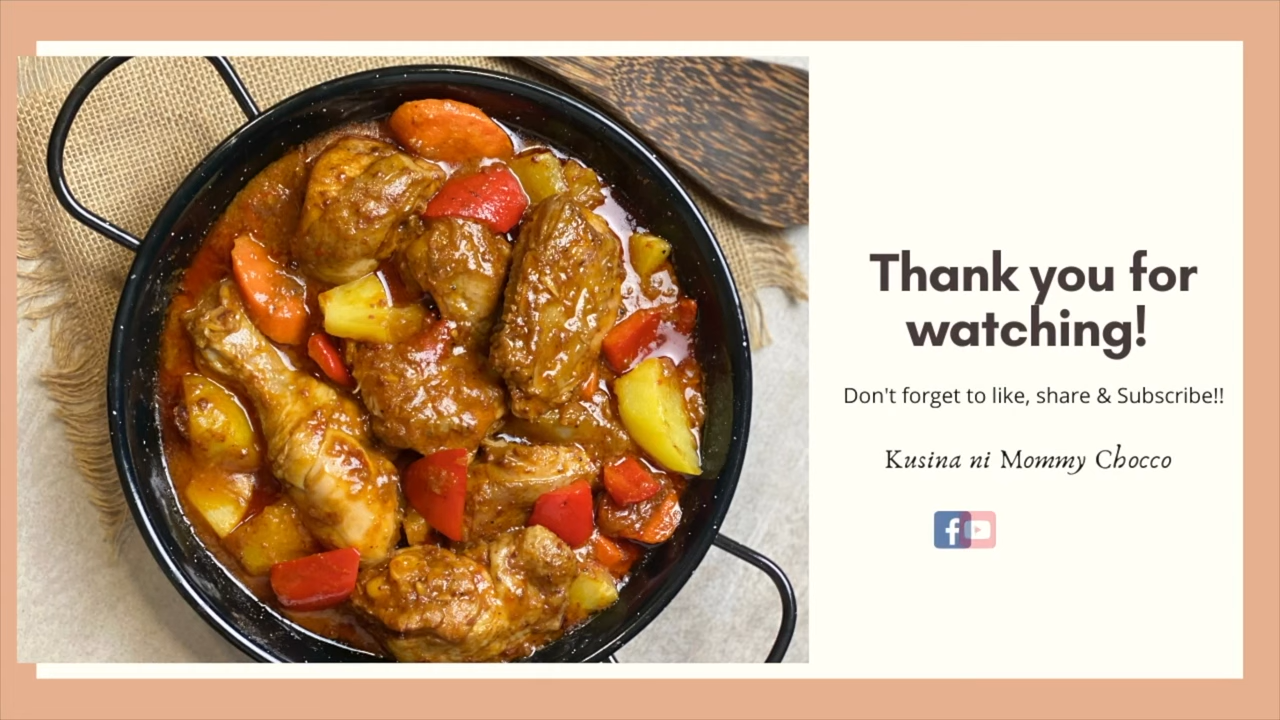 Thank you for
watching!
Don't forget to like, share & Subscribe!!
Kusina ni Mommy Chocco